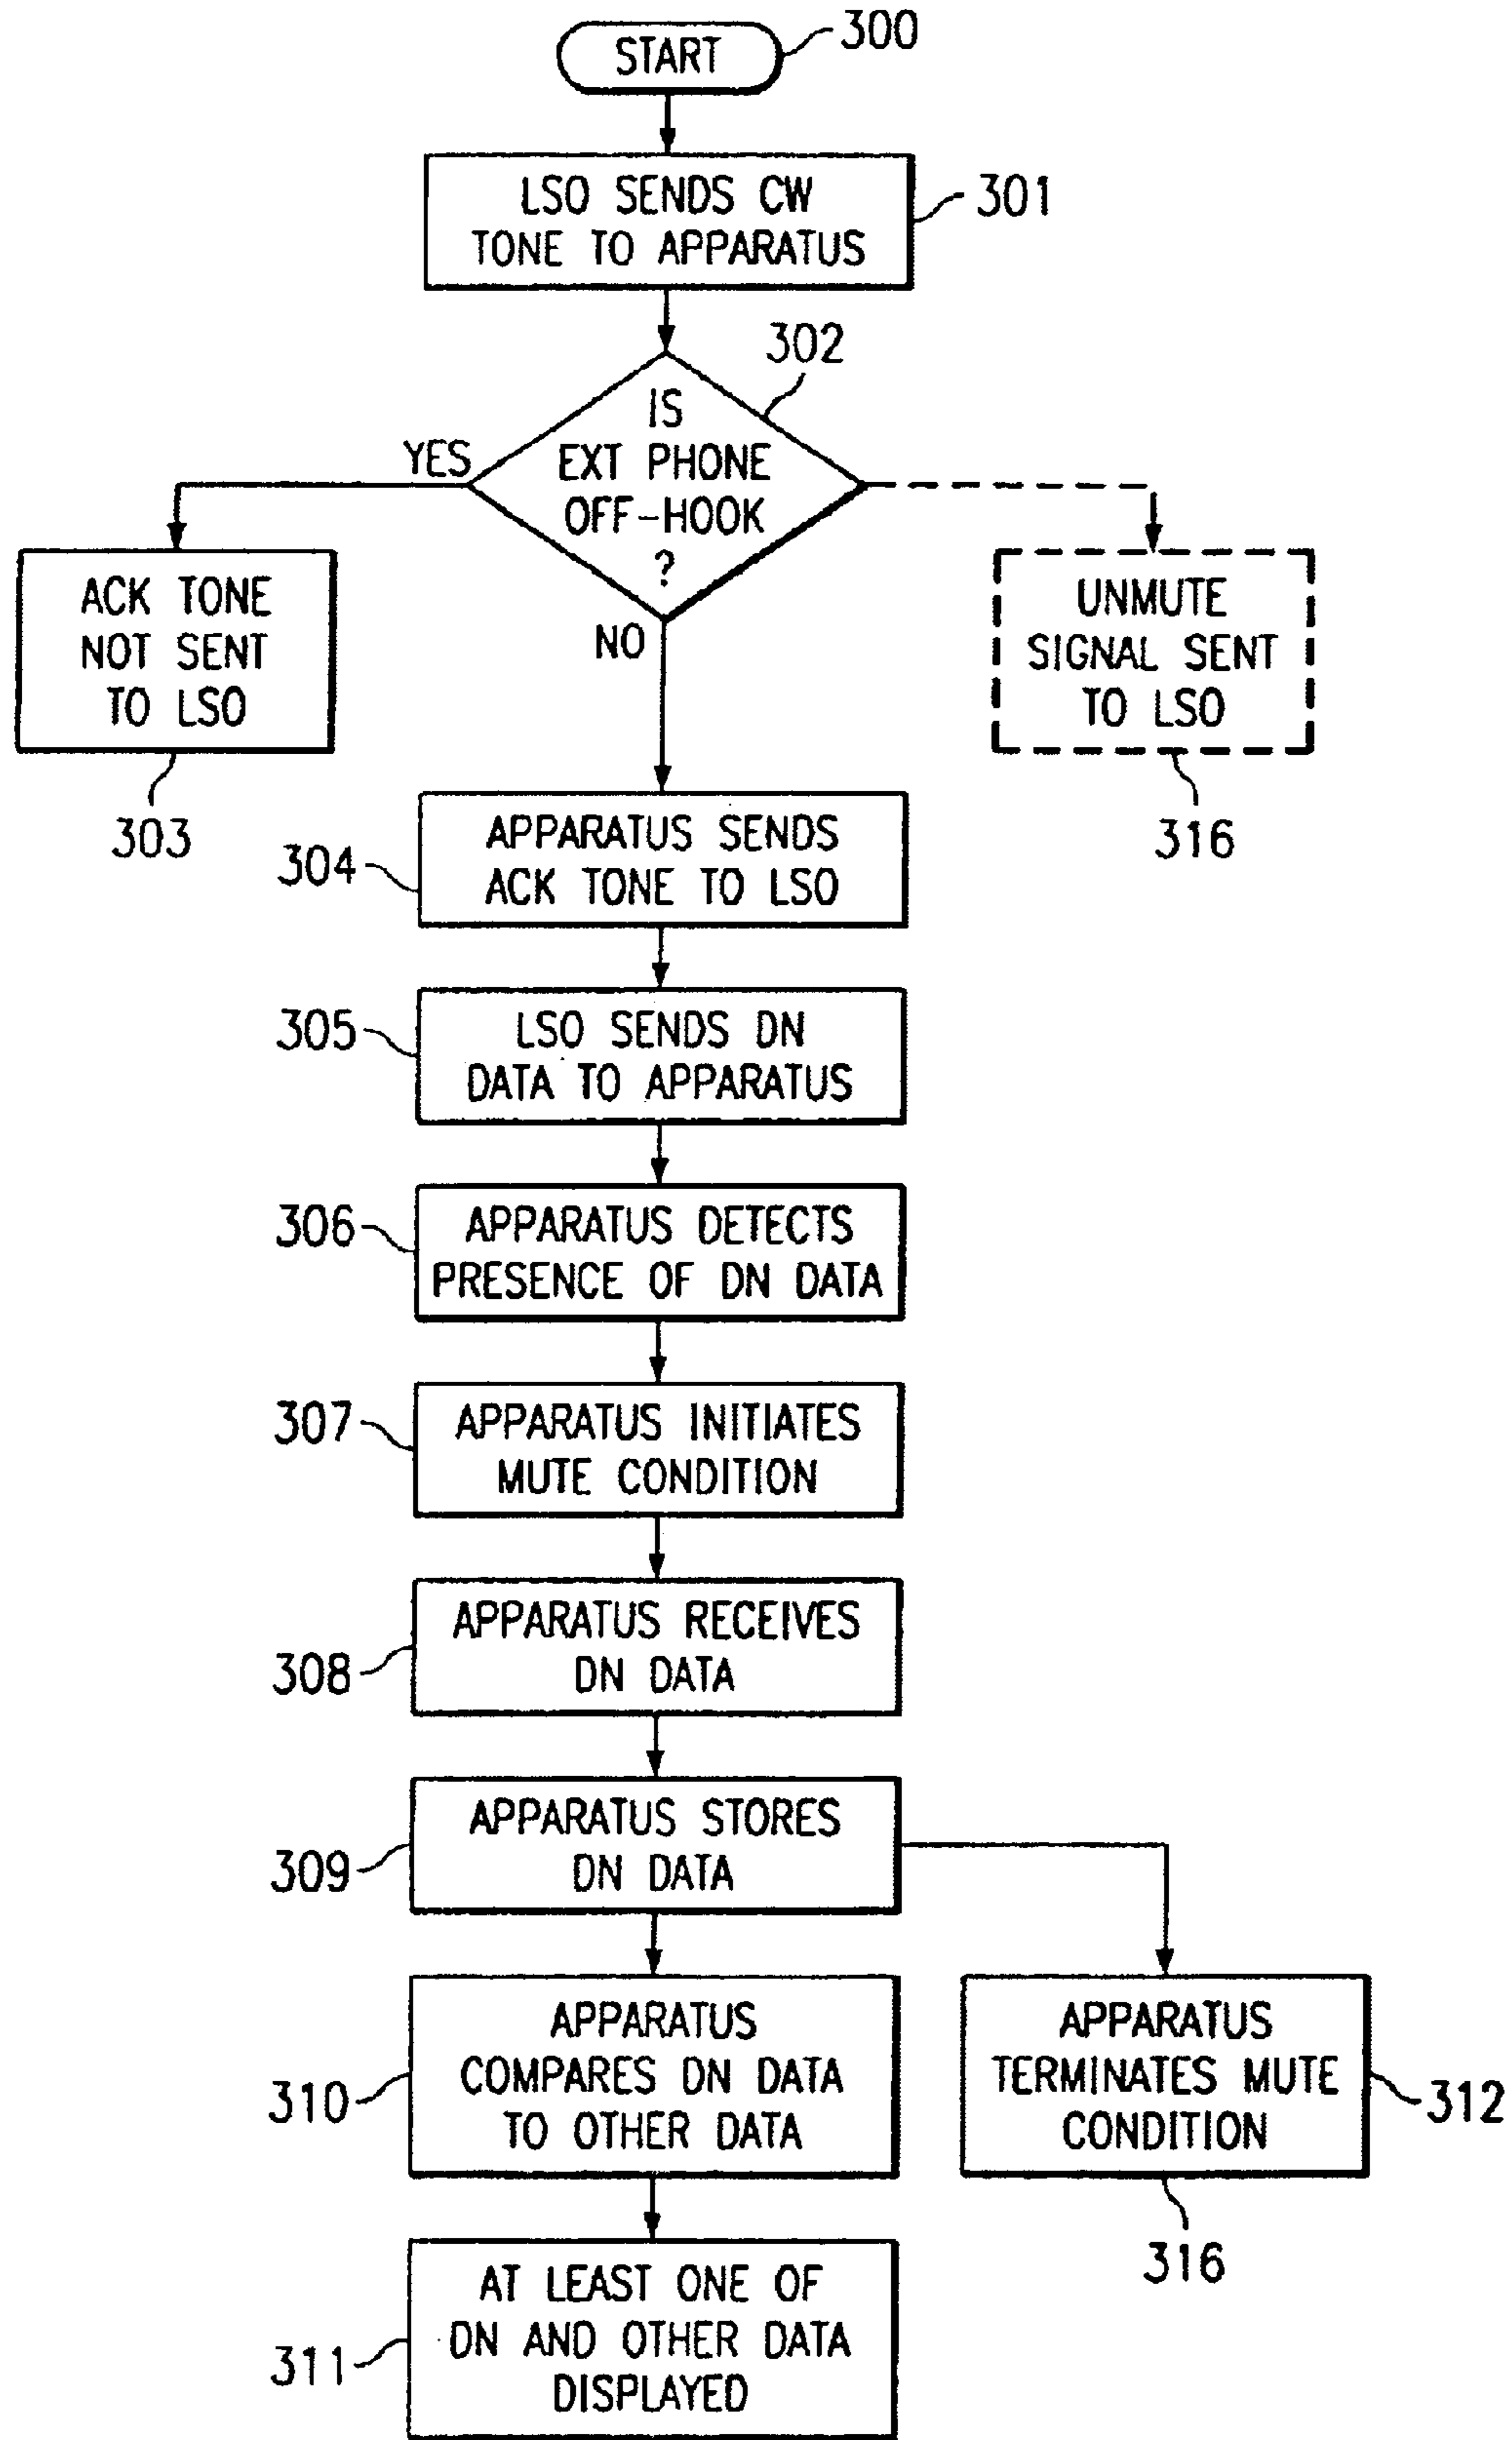 START
300
LSO SENDS CW
TONE TO APPARATUS
301
302
IS
EXT PHONE
OFF-HOOK
?
YES
NO
ACK TONE
NOT SENT
TO LSO
303
UNMUTE
SIGNAL SENT
TO LSO
316
304
APPARATUS SENDS
ACK TONE TO LSO
305
LSO SENDS DN
DATA TO APPARATUS
306
APPARATUS DETECTS
PRESENCE OF DN DATA
307
APPARATUS INITIATES
MUTE CONDITION
308
APPARATUS RECEIVES
DN DATA
309
APPARATUS STORES
DN DATA
310
APPARATUS
COMPARES DN DATA
TO OTHER DATA
APPARATUS
TERMINATES MUTE
CONDITION
312
316
311
AT LEAST ONE OF
DN AND OTHER DATA
DISPLAYED